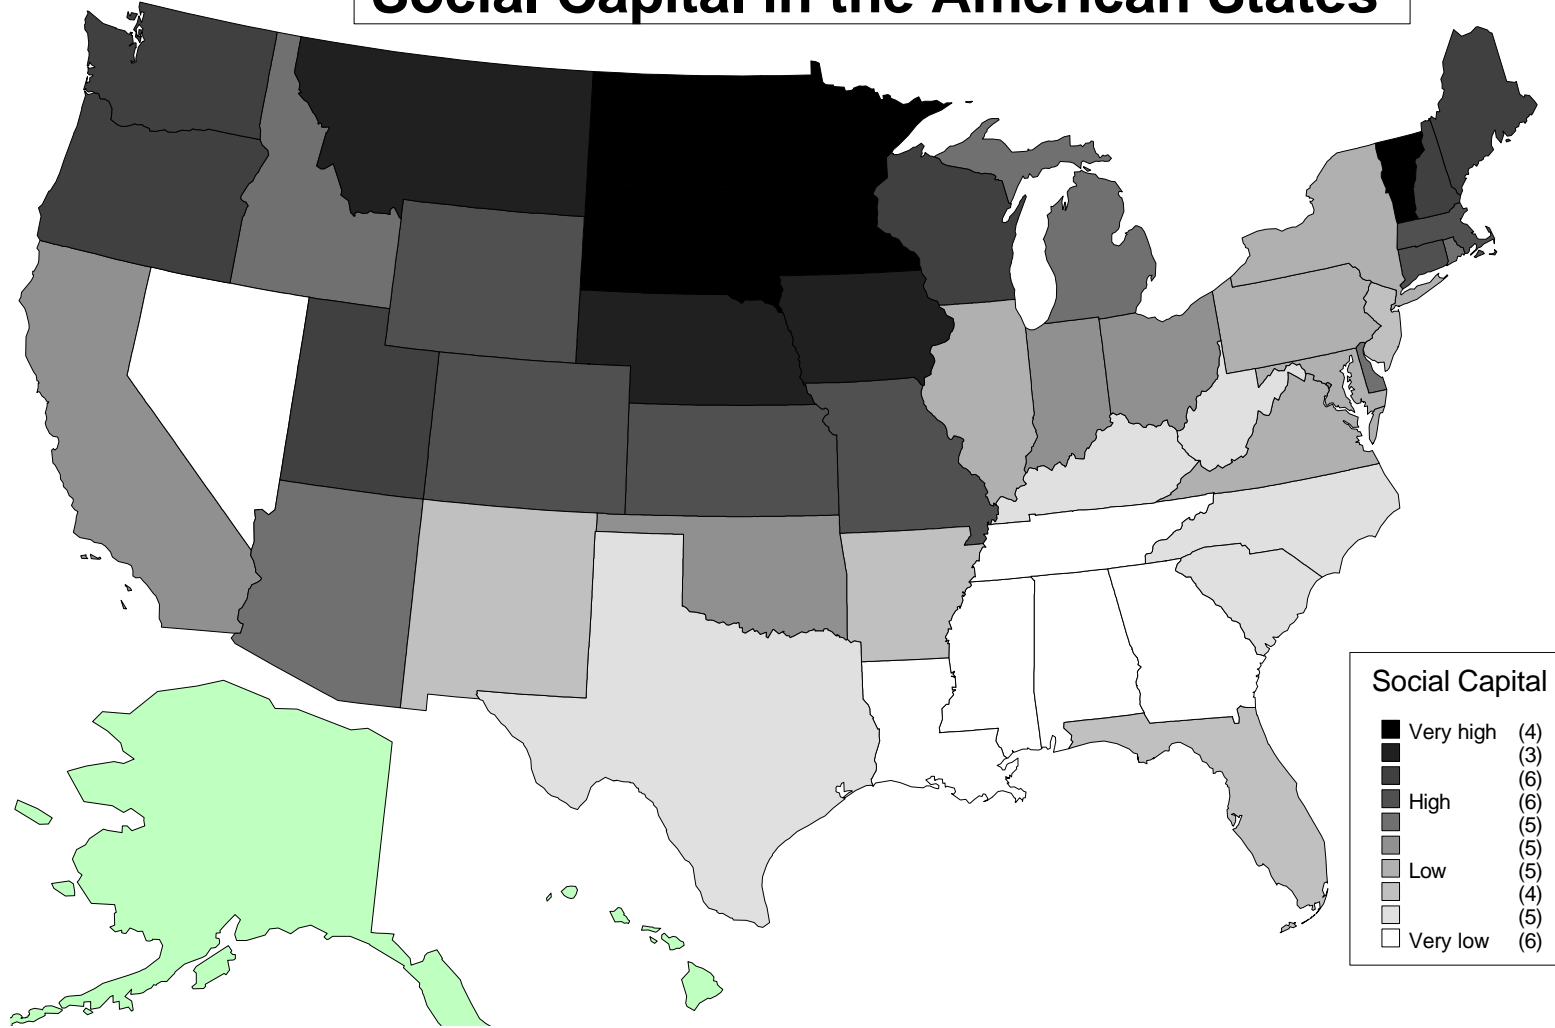 Social Capital in the American States
Social Capital
Very high (4)
(3)
(6)
High (6)
(5)
(5)
Low (5)
(4)
(5)
Very low (6)